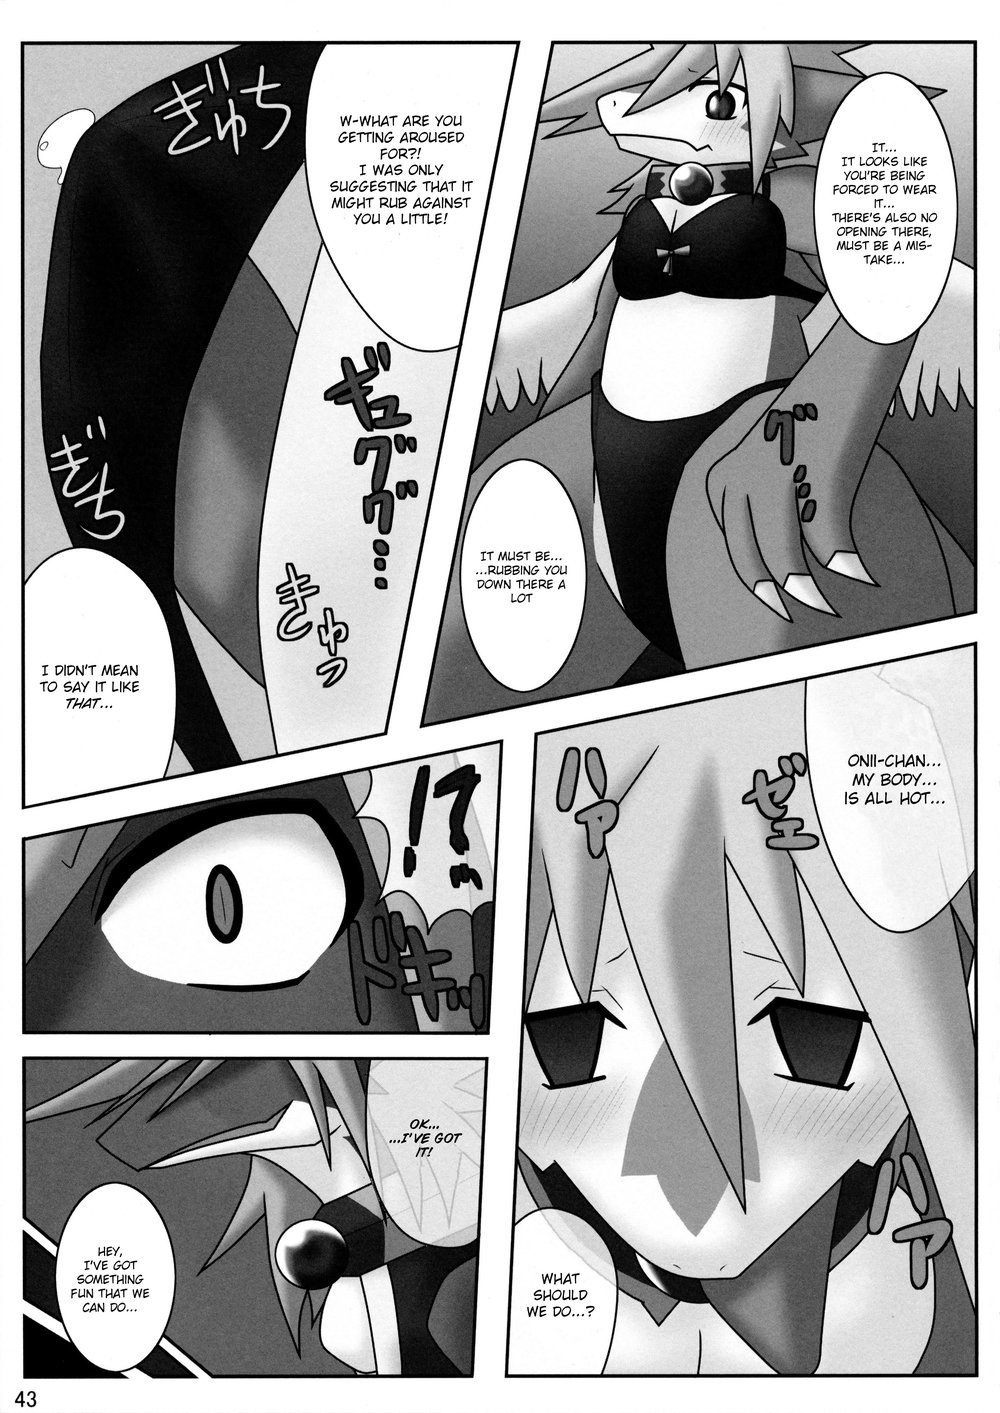 IT...
IT LOOKS LIKE
YOU'RE BEING
FORCED TO WEAR
IT...
THERE'S ALSO NO
OPENING THERE,
MUST BE A MIS-
TAKE...
グググ...
IT MUST BE...
...RUBBING YOU
DOWN THERE A
LOT
W-WHAT ARE YOU
GETTING AROUSED
FOR?!
I WAS ONLY
SUGGESTING THAT IT
MIGHT RUB AGAINST
YOU A LITTLE!
ぎゅち
ギュググ...
ぎち
きゅっ
I DIDN'T MEAN
TO SAY IT LIKE
THAT...
ONII-CHAN...
MY BODY...
IS ALL HOT...
ハァ
ゼェ
ハァ
WHAT
SHOULD
WE DO...?
ドキッ
OK...
...I'VE GOT
IT!
HEY,
I'VE GOT
SOMETHING
FUN THAT WE
CAN DO...
43